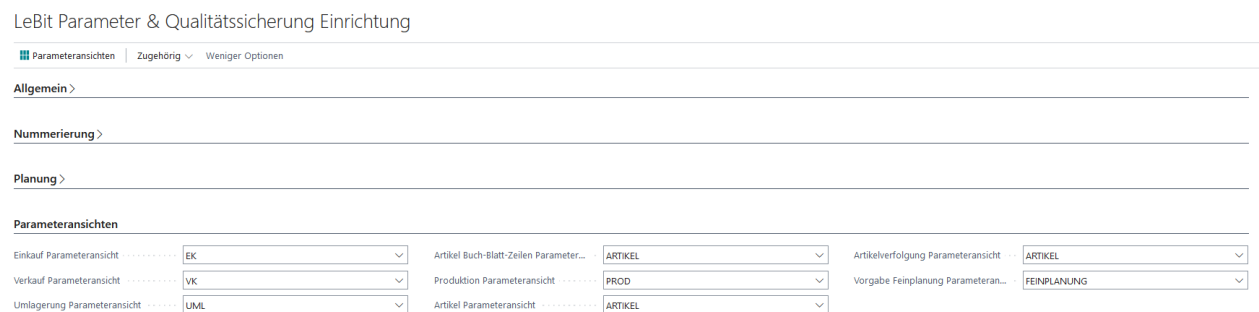 LeBit Parameter & Qualitätssicherung Einrichtung
Parameteransichten Zugehörig Weniger Optionen
Allgemein
Nummerierung
Planung
Parameteransichten
Einkauf Parameteransicht EK Artikel Buch-Blatt-Zeilen Parameter... ARTIKEL Artikelverfolgung Parameteransicht ARTIKEL
Verkauf Parameteransicht VK Produktion Parameteransicht PROD Vorgabe Feinplanung Parameteran... FEINPLANUNG
Umlagerung Parameteransicht UML Artikel Parameteransicht ARTIKEL